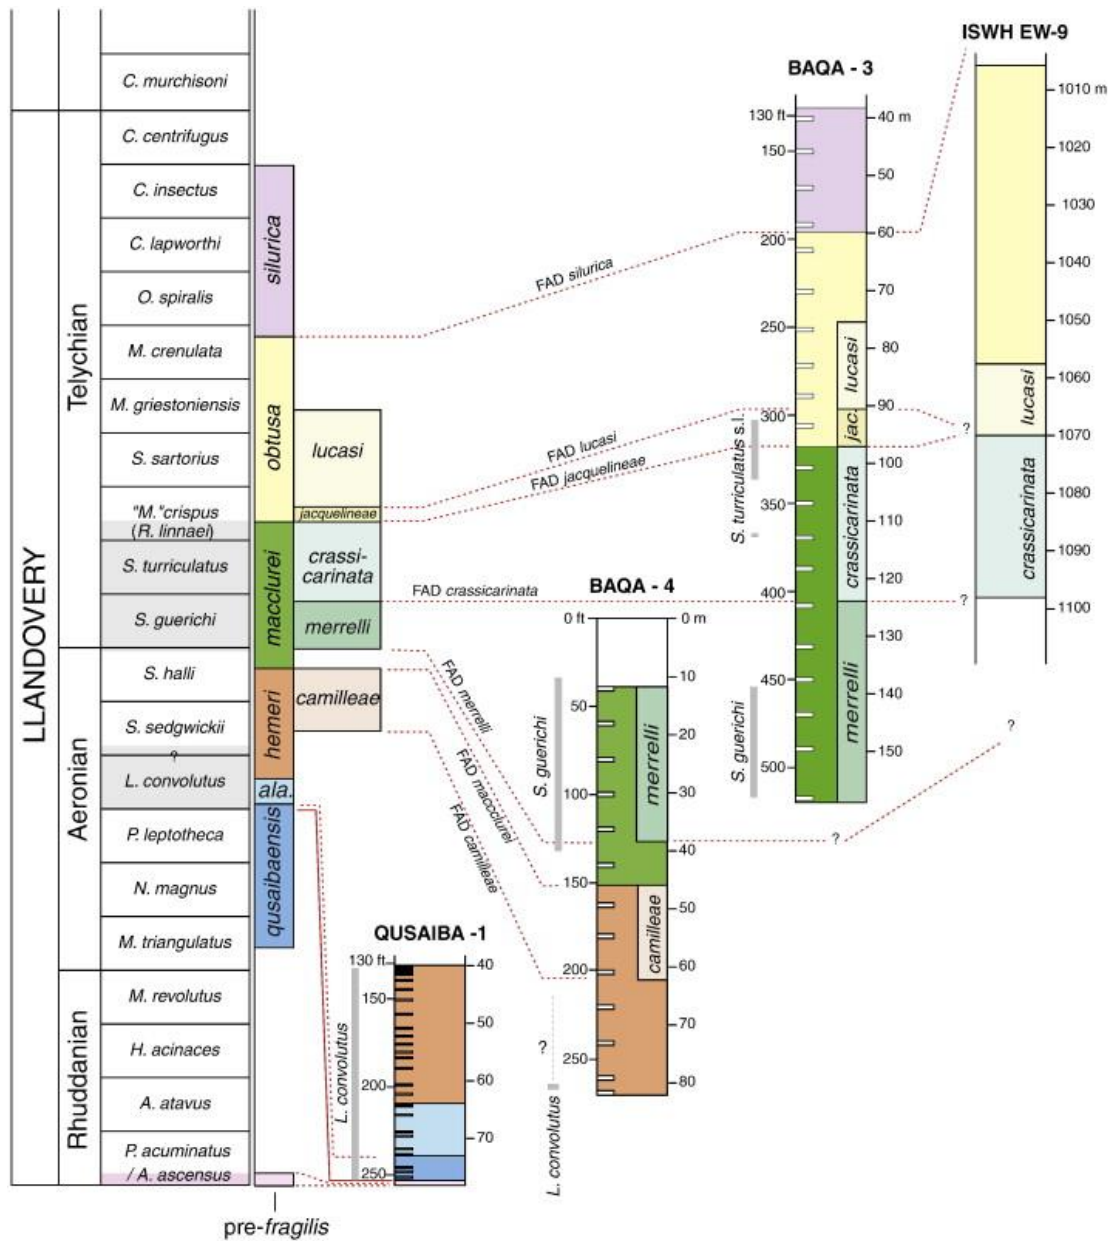 ISWH EW-9
BAQA - 3
BAQA - 4
QUSAIBA -1
LLANDOVERY
Telychian
Aeronian
Rhuddanian
C. murchisoni
C. centrifugus
C. insectus
C. lapworthi
O. spiralis
M. crenulata
M. griestoniensis
S. sartorius
"M."crispus
(R. linnaei)
S. turriculatus
S. guerichi
S. halli
S. sedgwickii
?
L. convolutus
P. leptotheca
N. magnus
M. triangulatus
M. revolutus
H. acinaces
A. atavus
P. acuminatus
/ A. ascensus
silurica
obtusa
macclurei
hemeri
ala.
qusaibaensis
pre-fragilis
lucasi
jacquelineae
crassi-
carinata
merrelli
camilleae
FAD silurica
FAD lucasi
FAD jacquelineae
FAD crassicarinata
FAD merrelli
FAD macclurei
FAD camilleae
130 ft
150
200
250
40
50
60
70
L. convolutus
0 ft
50
100
150
200
250
0 m
10
20
30
40
50
60
70
80
merrelli
camilleae
S. guerichi
?
L. convolutus
130 ft
150
200
250
300
350
400
450
500
40 m
50
60
70
80
90
100
110
120
130
140
150
lucasi
jac.
crassicarinata
merrelli
S. turriculatus s.l.
S. guerichi
?
?
?
?
1010 m
1020
1030
1040
1050
1060
1070
1080
1090
1100
lucasi
crassicarinata